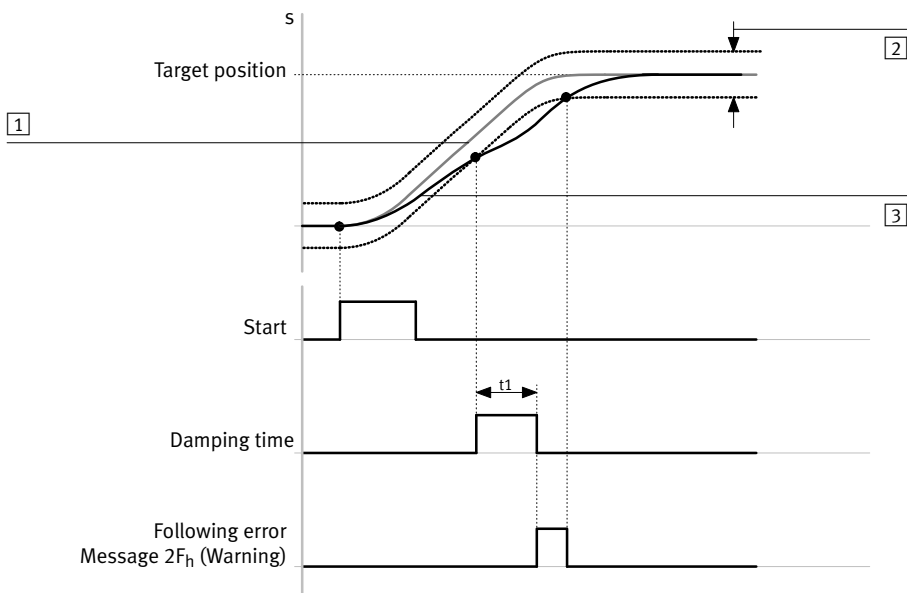 s
Target position
2
1
3
Start
t1
Damping time
Following error
Message 2Fh (Warning)